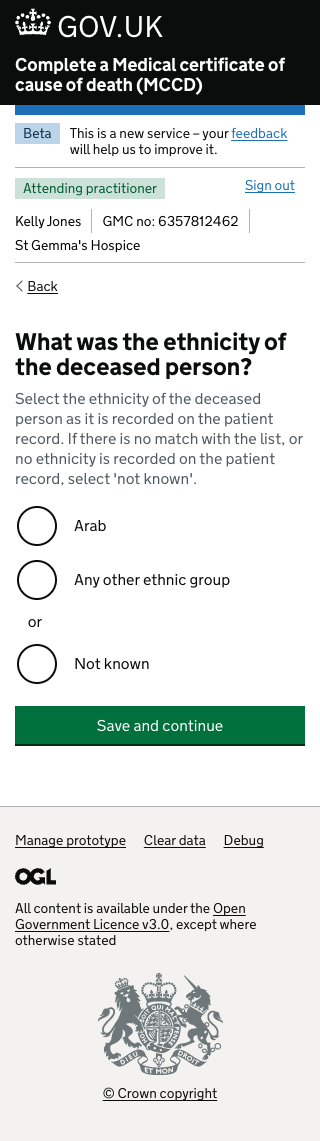 GOV.UK
Complete a Medical certificate of
cause of death (MCCD)
Beta
This is a new service – your feedback
will help us to improve it.
Attending practitioner
Sign out
Kelly Jones
GMC no: 6357812462
St Gemma's Hospice
Back
What was the ethnicity of
the deceased person?
Select the ethnicity of the deceased
person as it is recorded on the patient
record. If there is no match with the list, or
no ethnicity is recorded on the patient
record, select 'not known'.
Arab
Any other ethnic group
or
Not known
Save and continue
Manage prototype
Clear data
Debug
OGL
All content is available under the Open
Government Licence v3.0, except where
otherwise stated
DIEU ET MON DROIT
© Crown copyright